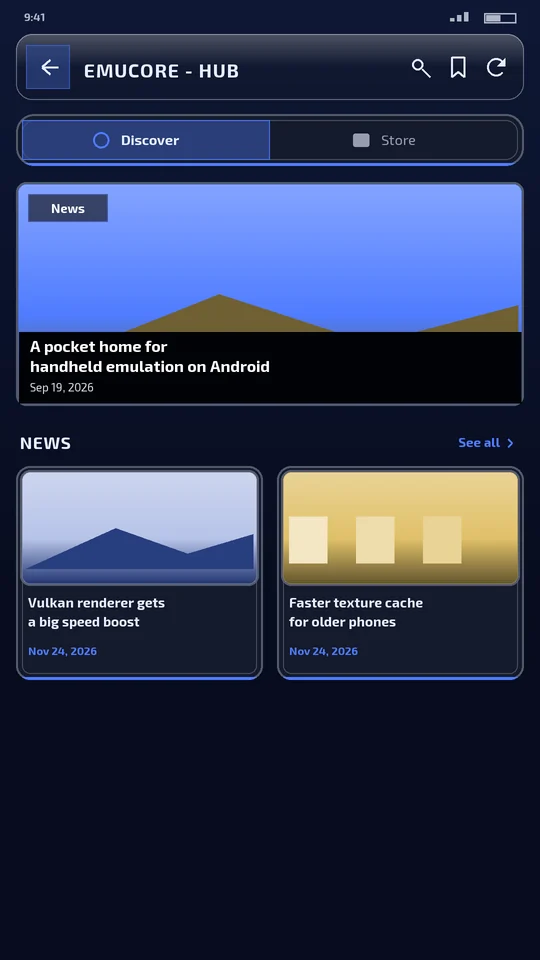 9:41
EMUCORE - HUB
Discover
Store
News
A pocket home for
handheld emulation on Android
Sep 19, 2026
NEWS
See all
Vulkan renderer gets
a big speed boost
Nov 24, 2026
Faster texture cache
for older phones
Nov 24, 2026